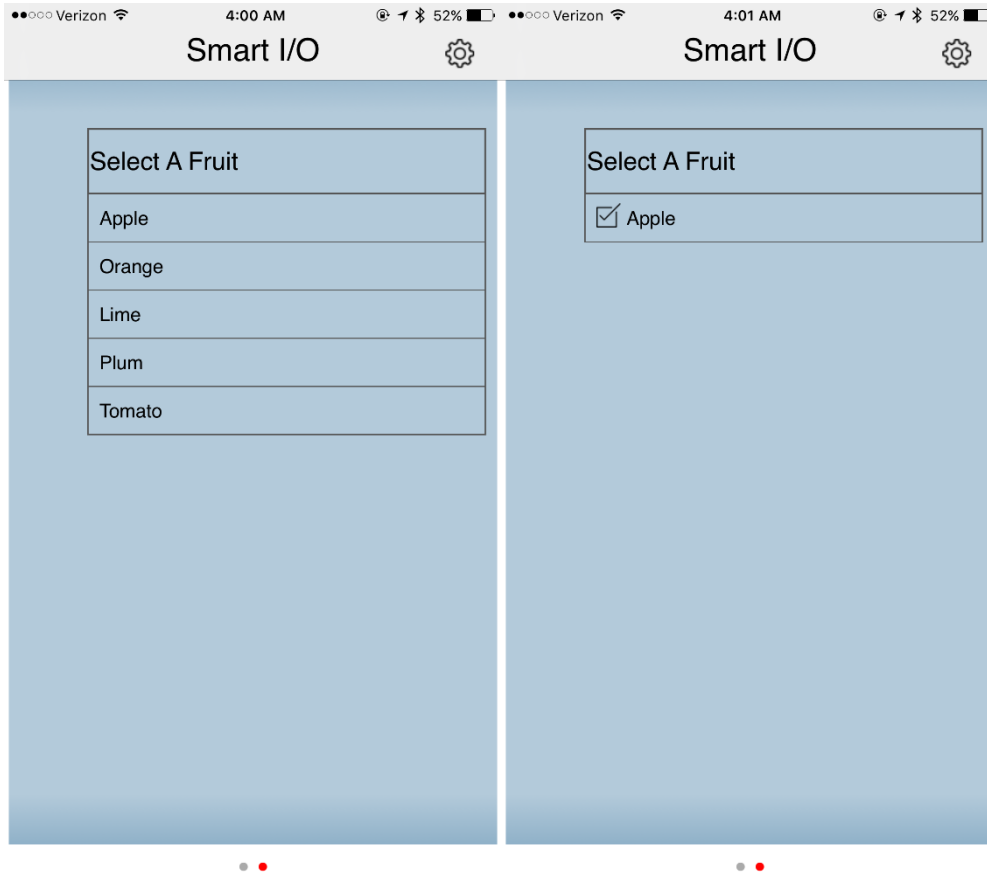 Verizon 4:00 AM 52%
Smart I/O
Select A Fruit
Apple
Orange
Lime
Plum
Tomato
Verizon 4:01 AM 52%
Smart I/O
Select A Fruit
Apple